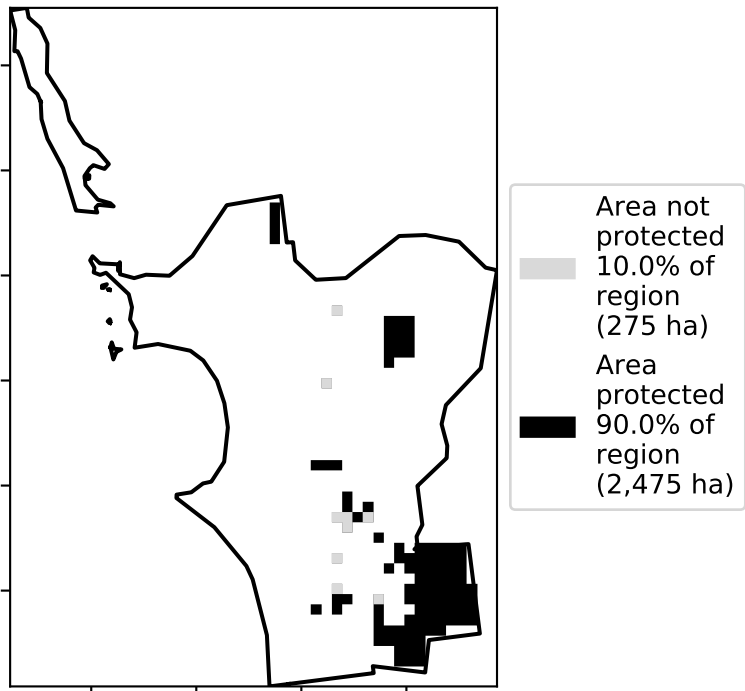 Area not
protected
10.0% of
region
(275 ha)
Area
protected
90.0% of
region
(2,475 ha)